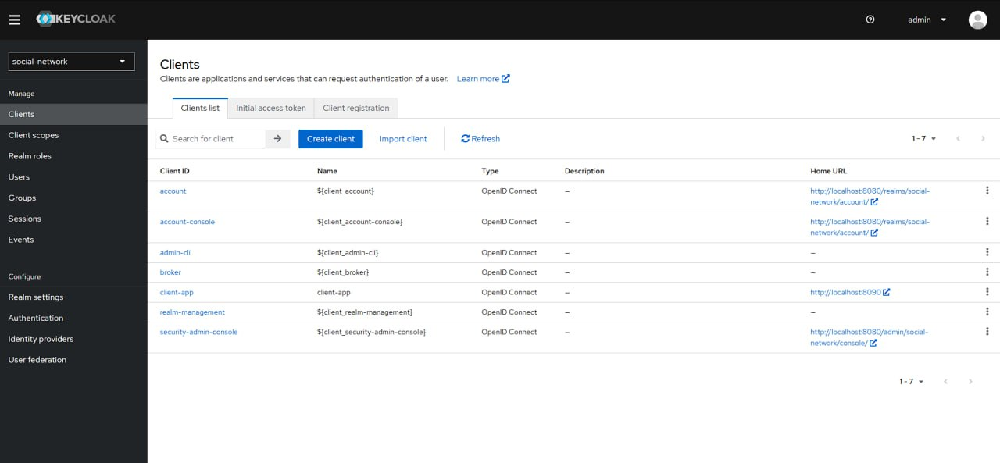 KEYCLOAK
admin
social-network
Manage
Clients
Client scopes
Realm roles
Users
Groups
Sessions
Events
Configure
Realm settings
Authentication
Identity providers
User federation
Clients
Clients are applications and services that can request authentication of a user. Learn more
Clients list Initial access token Client registration
Search for client Create client Import client Refresh 1 - 7
Client ID Name Type Description Home URL
account ${client_account} OpenID Connect – http://localhost:8080/realms/social-
network/account/
account-console ${client_account-console} OpenID Connect – http://localhost:8080/realms/social-
network/account/
admin-cli ${client_admin-cli} OpenID Connect – –
broker ${client_broker} OpenID Connect – –
client-app client-app OpenID Connect – http://localhost:8090
realm-management ${client_realm-management} OpenID Connect – –
security-admin-console ${client_security-admin-console} OpenID Connect – http://localhost:8080/admin/social-
network/console/
1 - 7